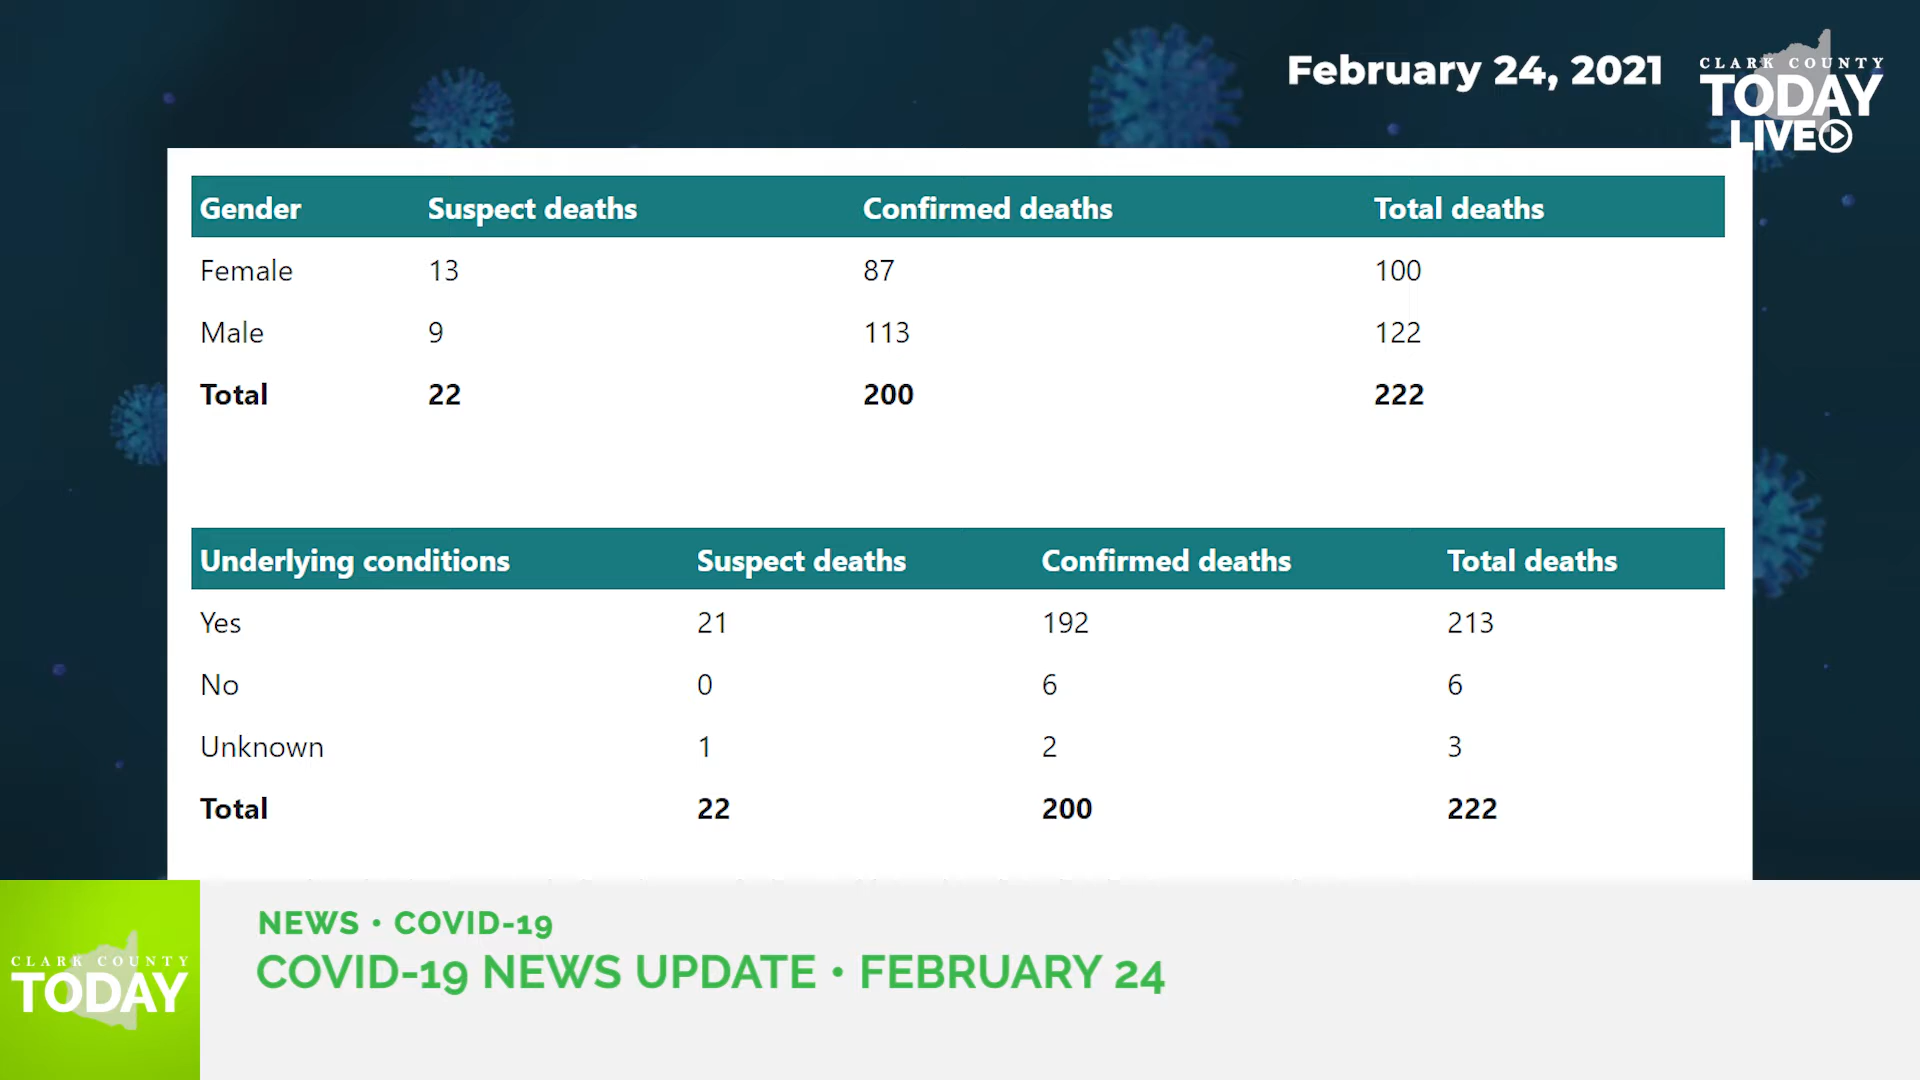 February 24, 2021
CLARK COUNTY
TODAY
LIVE
Gender Suspect deaths Confirmed deaths Total deaths
Female 13 87 100
Male 9 113 122
Total 22 200 222
Underlying conditions Suspect deaths Confirmed deaths Total deaths
Yes 21 192 213
No 0 6 6
Unknown 1 2 3
Total 22 200 222
NEWS • COVID-19
COVID-19 NEWS UPDATE • FEBRUARY 24
CLARK COUNTY
TODAY